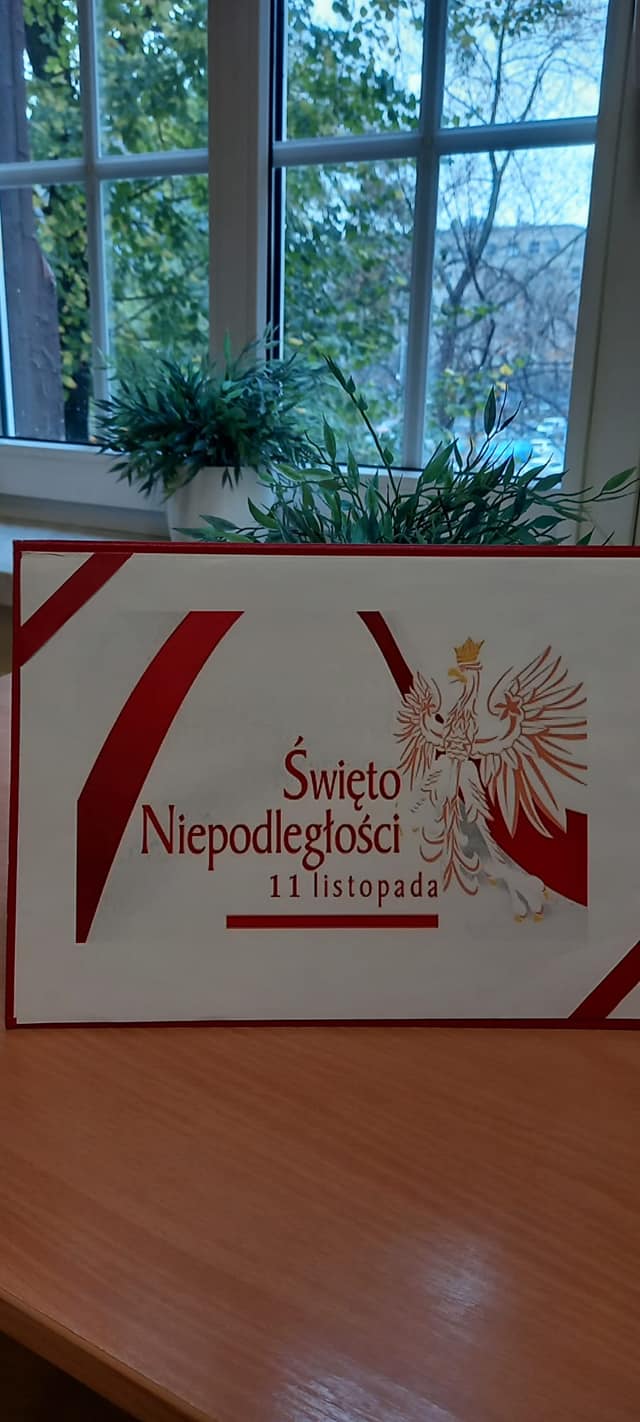 Święto
Niepodległości
11 listopada